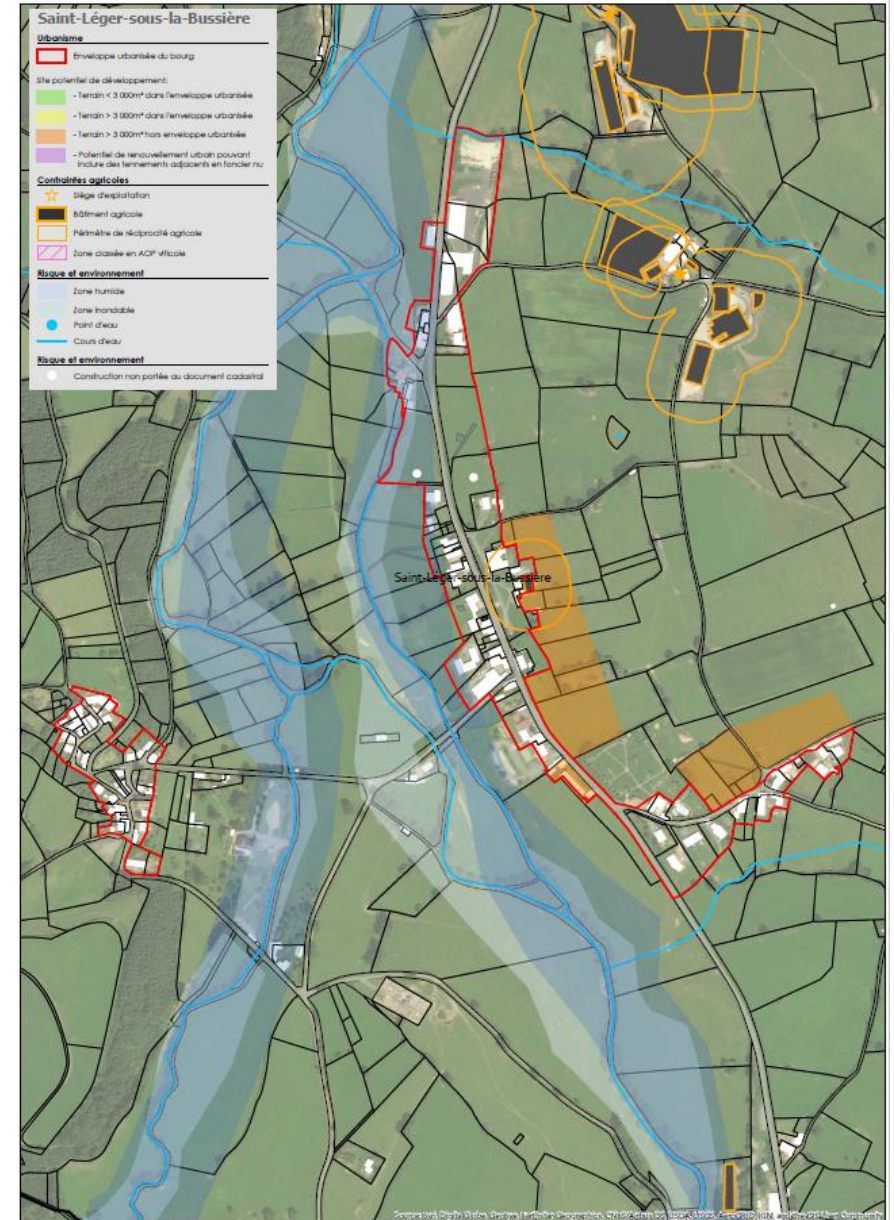 Saint-Léger-sous-la-Bussière
Urbanisme
Enveloppe urbanisée du bourg
Site potentiel de développement:
- Terrain < 3 000m² dans l'enveloppe urbanisée
- Terrain > 3 000m² dans l'enveloppe urbanisée
- Terrain > 3 000m² hors enveloppe urbanisée
- Potentiel de renouvellement urbain pouvant
inclure des tennements adjacents en foncier nu
Contraintes agricoles
Siège d'exploitation
Bâtiment agricole
Périmètre de réciprocité agricole
Zone classée en AOP viticole
Risque et environnement
Zone humide
Zone inondable
Point d'eau
Cours d'eau
Risque et environnement
Construction non portée au document cadastral
Saint-Léger-sous-la-Bussière